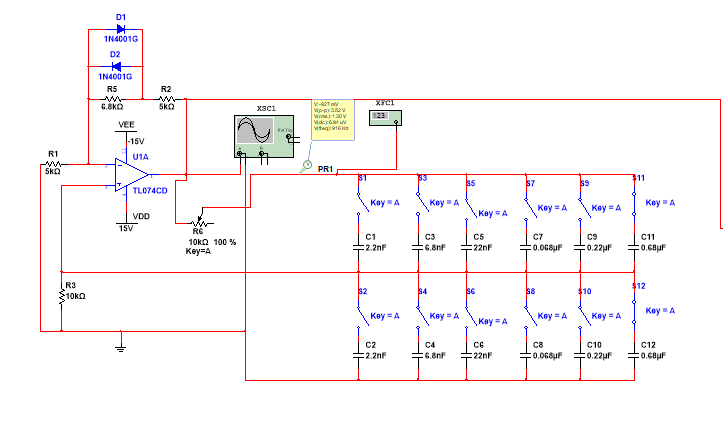 D1
1N4001G
D2
1N4001G
R5
6.8kΩ
R2
5kΩ
VEE
-15V
XSC1
Ext Trig
A
B
V: -927 mV
V(p-p): 3.52 V
V(rms): 1.30 V
V(dc): 6.94 uV
V(freq): 916 Hz
XFC1
123
PR1
R1
5kΩ
U1A
TL074CD
VDD
15V
R6
10kΩ 100 %
Key=A
R3
10kΩ
S1
S3
S5
S7
S9
S11
Key = A
Key = A
Key = A
Key = A
Key = A
Key = A
C1
2.2nF
C3
6.8nF
C5
22nF
C7
0.068µF
C9
0.22µF
C11
0.68µF
S2
S4
S6
S8
S10
S12
Key = A
Key = A
Key = A
Key = A
Key = A
Key = A
C2
2.2nF
C4
6.8nF
C6
22nF
C8
0.068µF
C10
0.22µF
C12
0.68µF